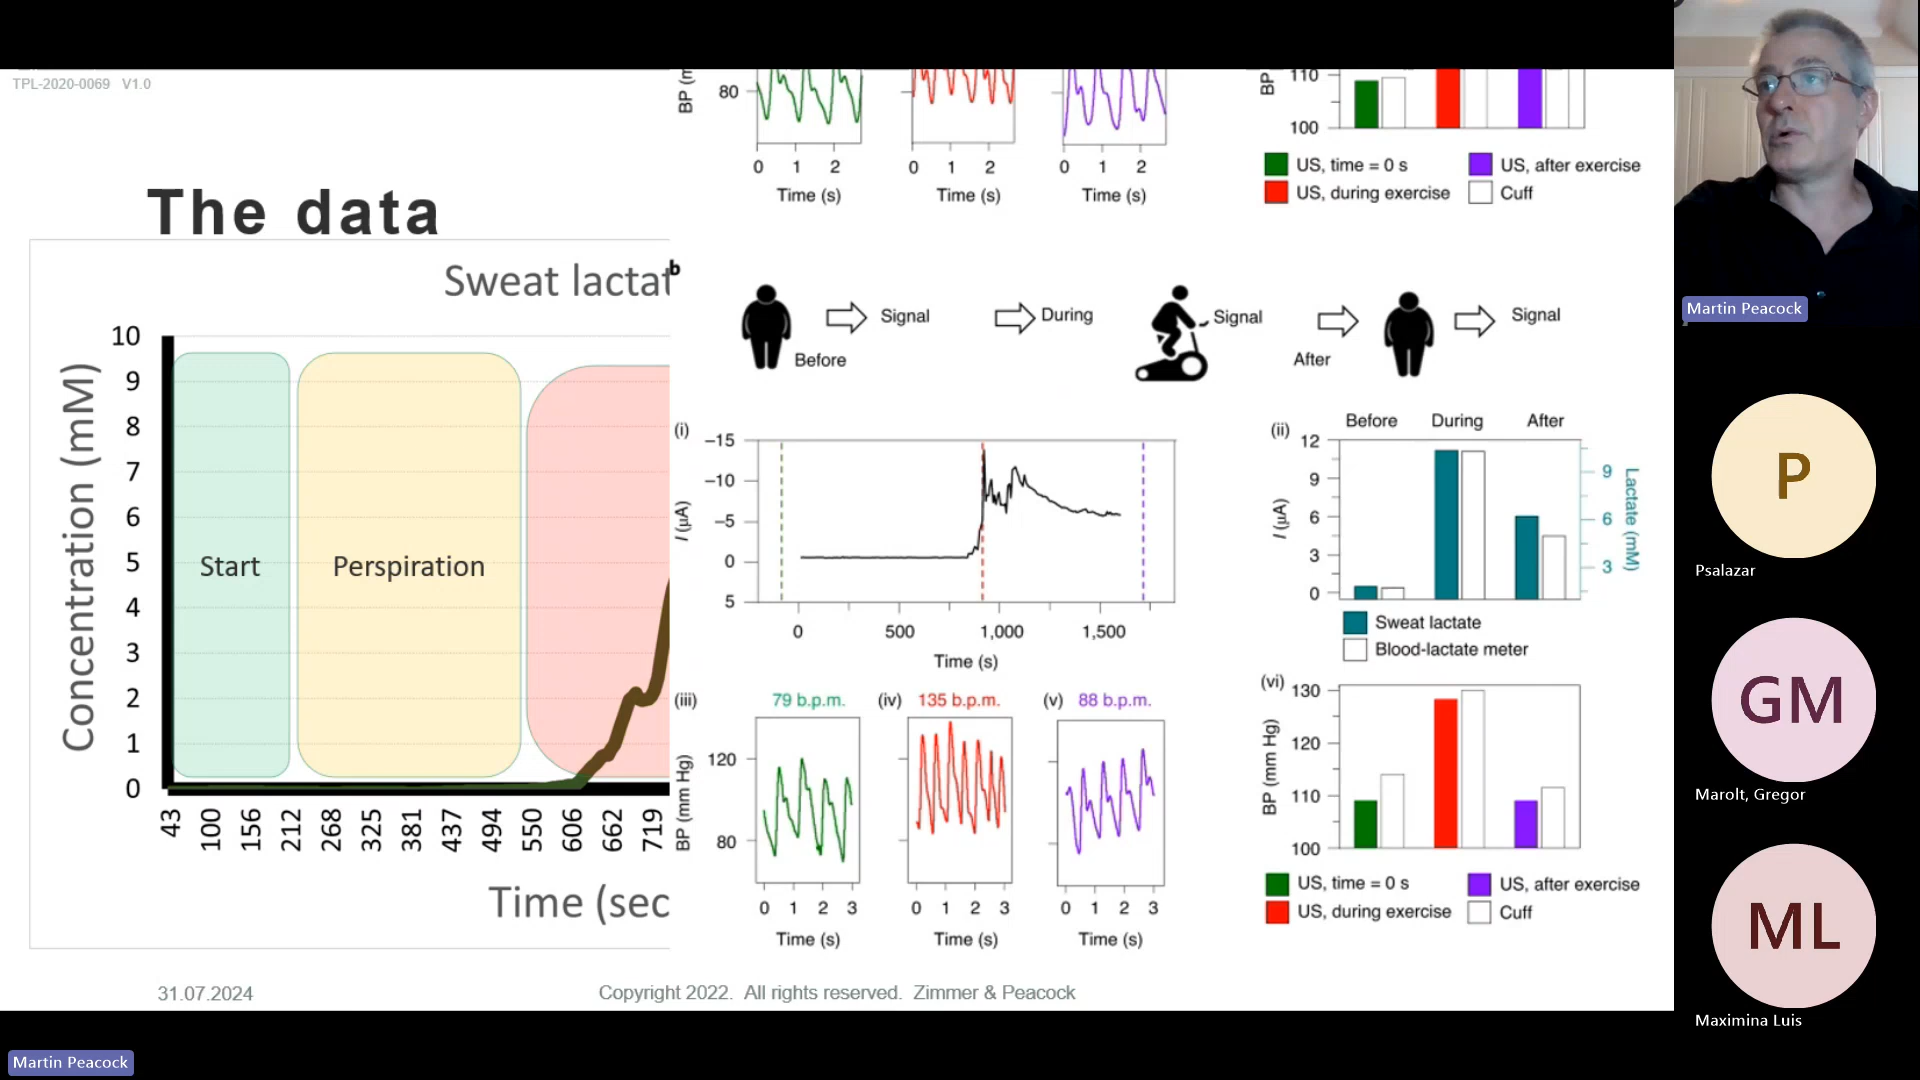 TPL-2020-0069 V1.0
The data
Sweat lactat
Concentration (mM)
10
9
8
7
6
5
4
3
2
1
0
Start
Perspiration
43 100 156 212 268 325 381 437 494 550 606 662 719
Time (sec
BP (m
80
0 1 2
Time (s)
0 1 2
Time (s)
0 1 2
Time (s)
BP
110
100
US, time = 0 s
US, after exercise
US, during exercise
Cuff
b
Before
Signal
During
Signal
After
Signal
(i)
I (µA)
−15
−10
−5
0
5
0 500 1,000 1,500
Time (s)
(ii)
Before During After
I (µA)
12
9
6
3
0
9
6
3
Lactate (mM)
Sweat lactate
Blood-lactate meter
(iii)
79 b.p.m.
(iv)
135 b.p.m.
(v)
88 b.p.m.
BP (mm Hg)
120
80
0 1 2 3
Time (s)
0 1 2 3
Time (s)
0 1 2 3
Time (s)
(vi)
BP (mm Hg)
130
120
110
100
US, time = 0 s
US, after exercise
US, during exercise
Cuff
31.07.2024
Copyright 2022. All rights reserved. Zimmer & Peacock
Martin Peacock
Martin Peacock
P
Psalazar
GM
Marolt, Gregor
ML
Maximina Luis